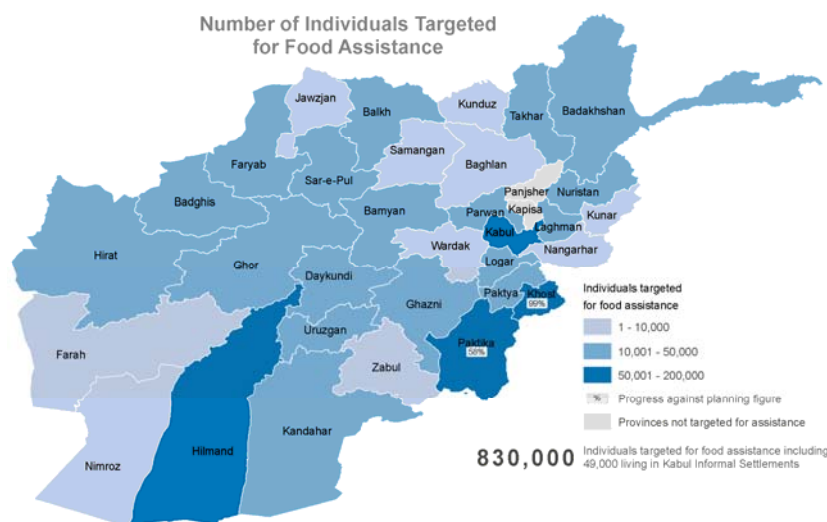 Number of Individuals Targeted
for Food Assistance
Jawzjan
Balkh
Kunduz
Takhar
Badakhshan
Samangan
Baghlan
Faryab
Sar-e-Pul
Panjsher
Nuristan
Badghis
Bamyan
Parwan
Kapisa
Kunar
Kabul
Laghman
Hirat
Wardak
Nangarhar
Ghor
Logar
Daykundi
Ghazni
Paktya
Khost
99%
Uruzgan
Paktika
58%
Farah
Zabul
Kandahar
Hilmand
Nimroz
Individuals targeted
for food assistance
1 - 10,000
10,001 - 50,000
50,001 - 200,000
% Progress against planning figure
Provinces not targeted for assistance
830,000 Individuals targeted for food assistance including
49,000 living in Kabul Informal Settlements